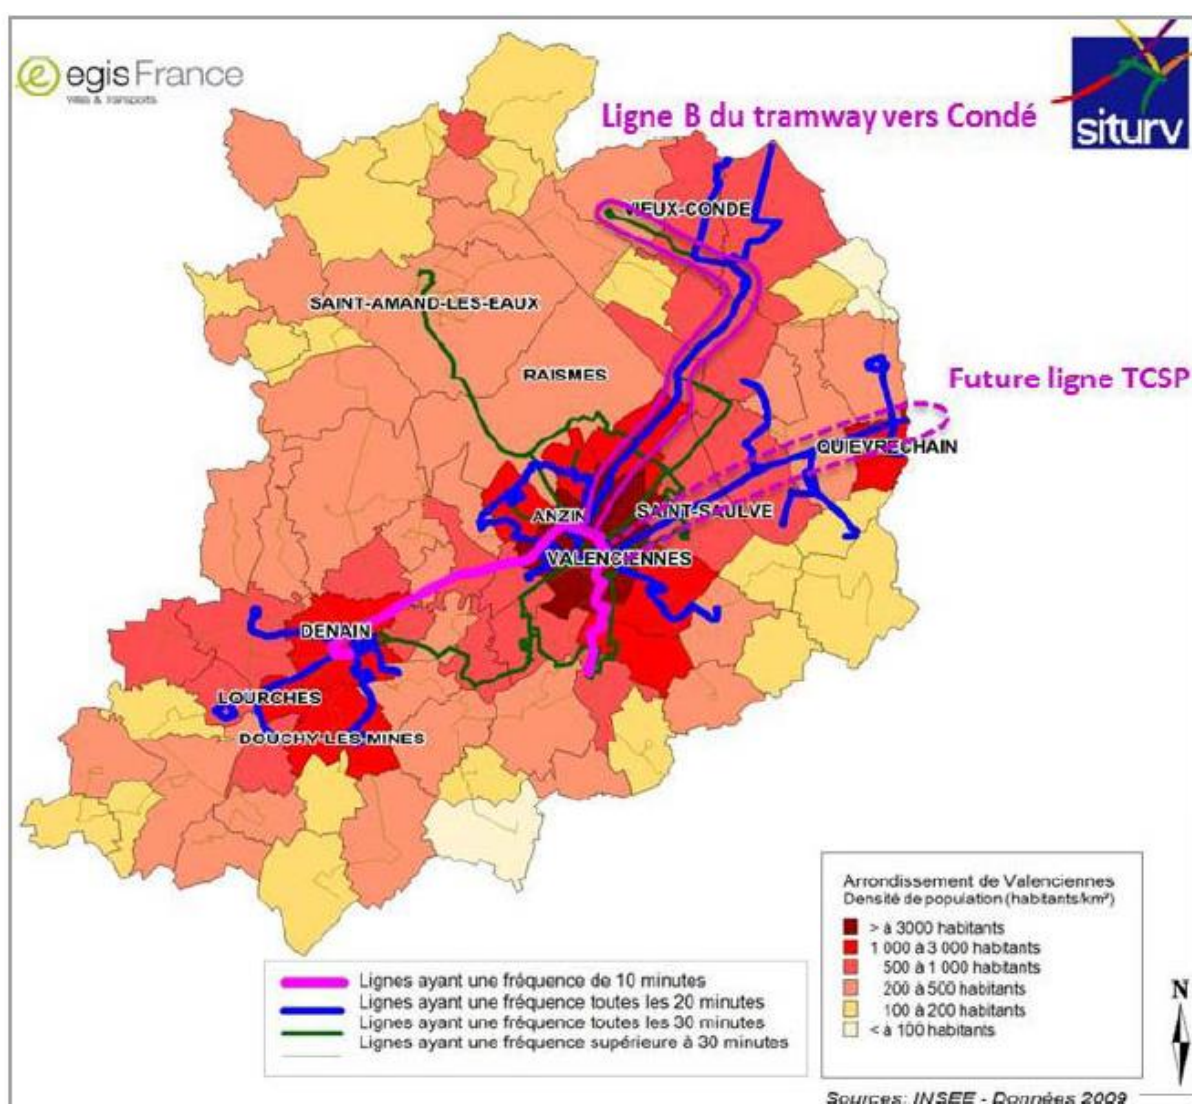 egis France
villes & transports
Ligne B du tramway vers Condé
siturv
VIEUX-CONDE
SAINT-AMAND-LES-EAUX
RAISMES
Future ligne TCSP
QUIEVRECHAIN
ANZIN
SAINT-SAULVE
VALENCIENNES
DENAIN
LOURCHES
DOUCHY-LES-MINES
Arrondissement de Valenciennes
Densité de population (habitants/km²)
> à 3000 habitants
1 000 à 3 000 habitants
500 à 1 000 habitants
200 à 500 habitants
100 à 200 habitants
< à 100 habitants
Lignes ayant une fréquence de 10 minutes
Lignes ayant une fréquence toutes les 20 minutes
Lignes ayant une fréquence toutes les 30 minutes
Lignes ayant une fréquence supérieure à 30 minutes
N
Sources: INSEE - Données 2009